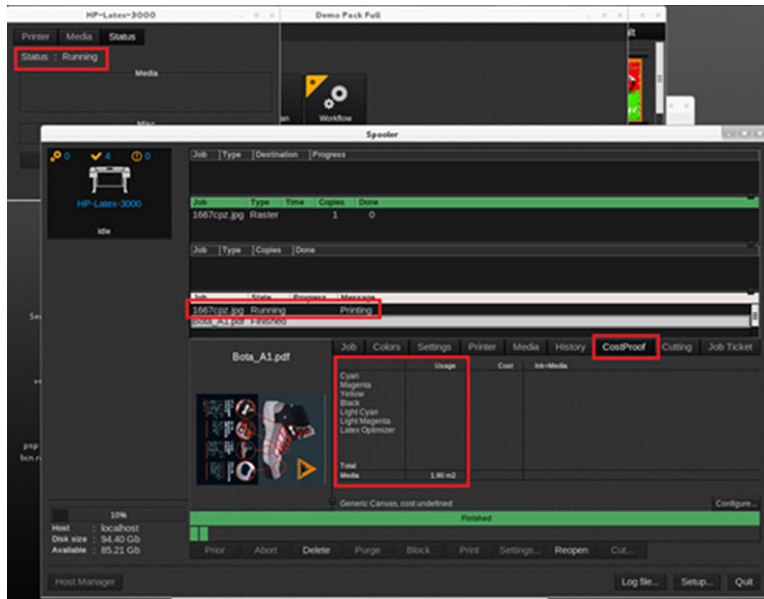 HP-Latex-3000
Demo Pack Full
Printer Media Status
Status : Running
Media
Misc
Workflow
Spooler
0 4 0
HP-Latex-3000
Idle
Job Type Destination Progress
Job Type Time Copies Done
1667cpz.jpg Raster 1 0
Job Type Copies Done
Job State Progress Message
1667cpz.jpg Running Printing
Bota_A1.pdf Finished
Bota_A1.pdf
Job Colors Settings Printer Media History CostProof Cutting Job Ticket
Usage Cost Ink+Media
Cyan
Magenta
Yellow
Black
Light Cyan
Light Magenta
Latex Optimizer
Total
Media 1.90 m2
Generic Canvas, cost undefined
Configure...
10%
Finished
Host : localhost
Disk size : 94.40 Gb
Available : 85.21 Gb
Prior Abort Delete Purge Block Print Settings... Reopen Cut...
Host Manager
Log file... Setup... Quit